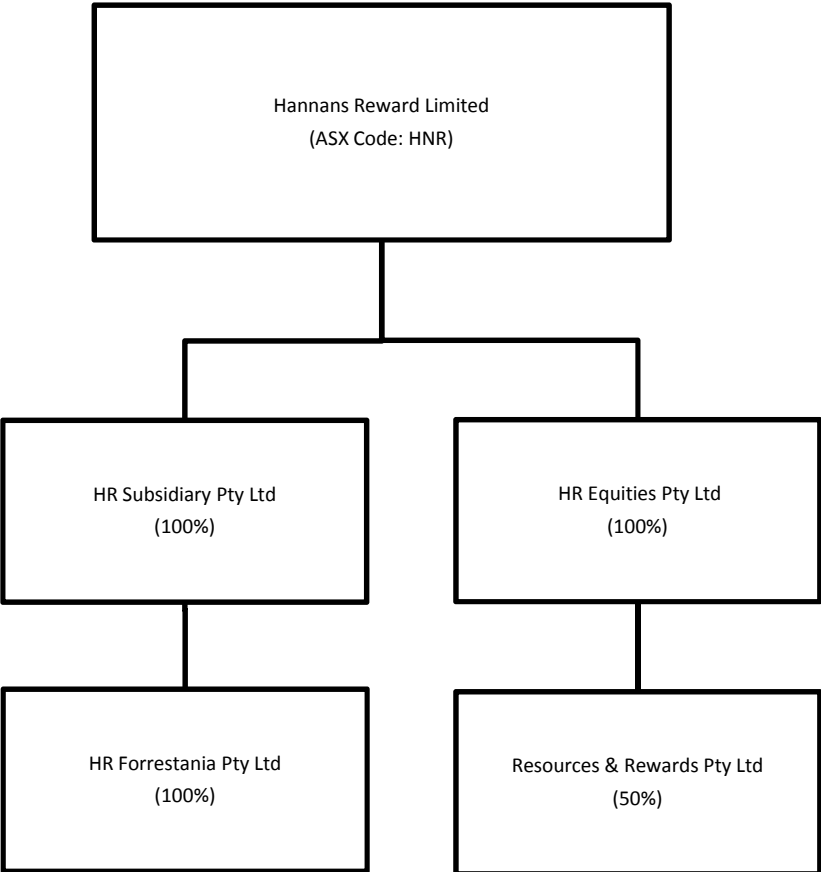 Hannans Reward Limited
(ASX Code: HNR)
HR Subsidiary Pty Ltd
(100%)
HR Equities Pty Ltd
(100%)
HR Forrestania Pty Ltd
(100%)
Resources & Rewards Pty Ltd
(50%)